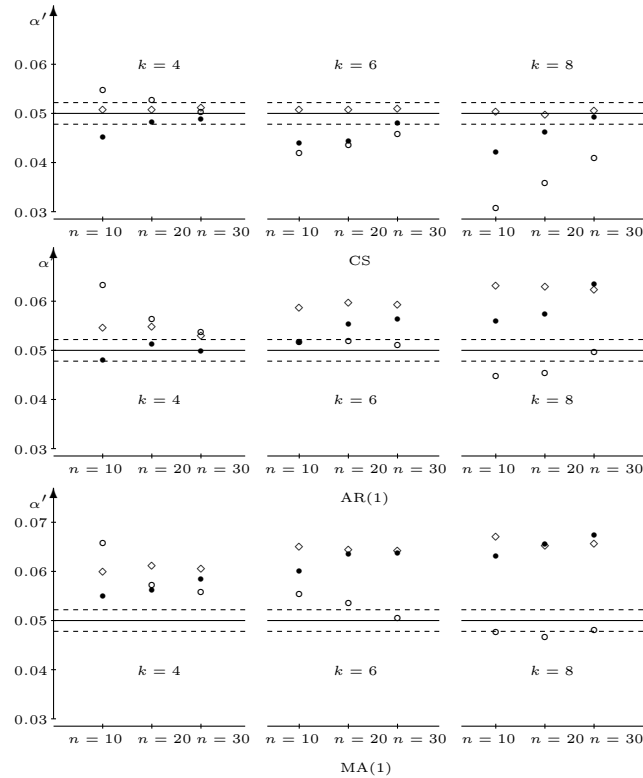 α′
0.06
0.05
0.04
0.03
k = 4
k = 6
k = 8
n = 10 n = 20 n = 30
n = 10 n = 20 n = 30
n = 10 n = 20 n = 30
CS
α′
0.06
0.05
0.04
0.03
k = 4
k = 6
k = 8
n = 10 n = 20 n = 30
n = 10 n = 20 n = 30
n = 10 n = 20 n = 30
AR(1)
α′
0.07
0.06
0.05
0.04
0.03
k = 4
k = 6
k = 8
n = 10 n = 20 n = 30
n = 10 n = 20 n = 30
n = 10 n = 20 n = 30
MA(1)